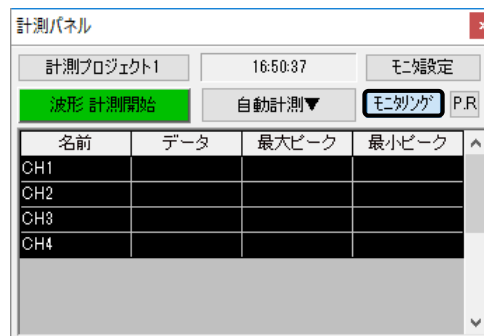 計測パネル
計測プロジェクト1 16:50:37 ﾓﾆﾀ設定
波形 計測開始 自動計測▼ ﾓﾆﾀﾘﾝｸﾞ P.R
名前 データ 最大ピーク 最小ピーク
CH1
CH2
CH3
CH4